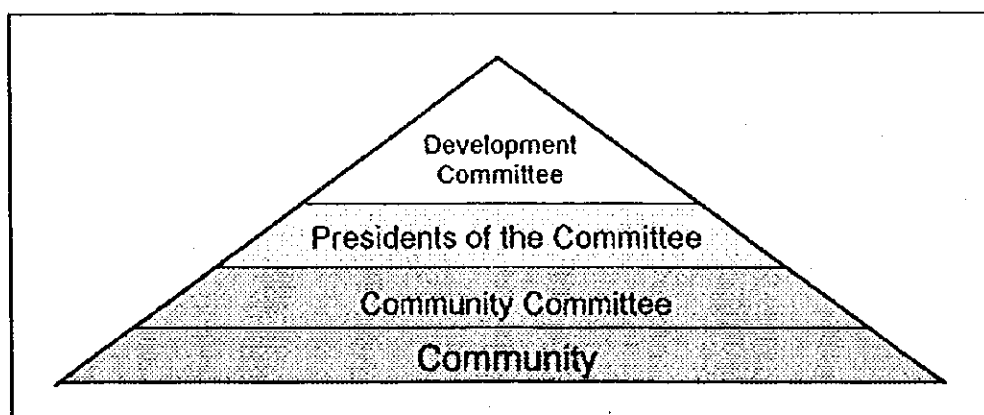 Development
Committee
Presidents of the Committee
Community Committee
Community